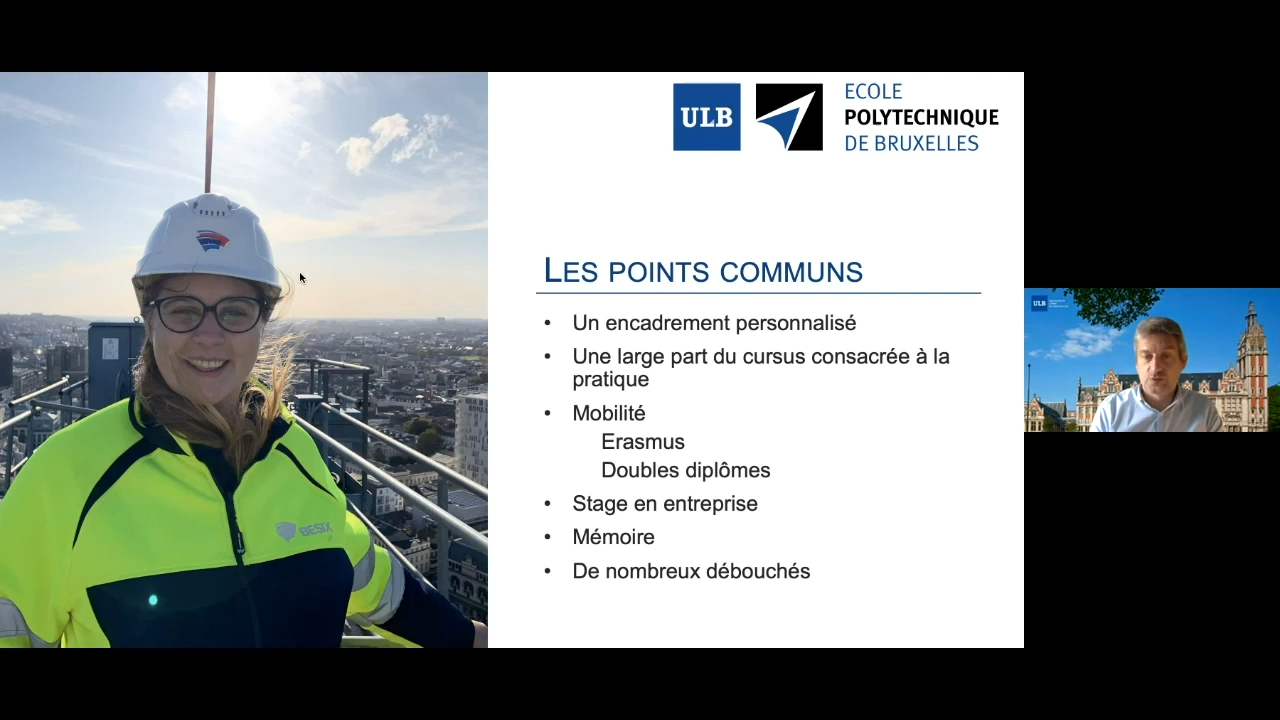 ULB
ECOLE
POLYTECHNIQUE
DE BRUXELLES
LES POINTS COMMUNS
• Un encadrement personnalisé
• Une large part du cursus consacrée à la
pratique
• Mobilité
Erasmus
Doubles diplômes
• Stage en entreprise
• Mémoire
• De nombreux débouchés
BESIX
ULB